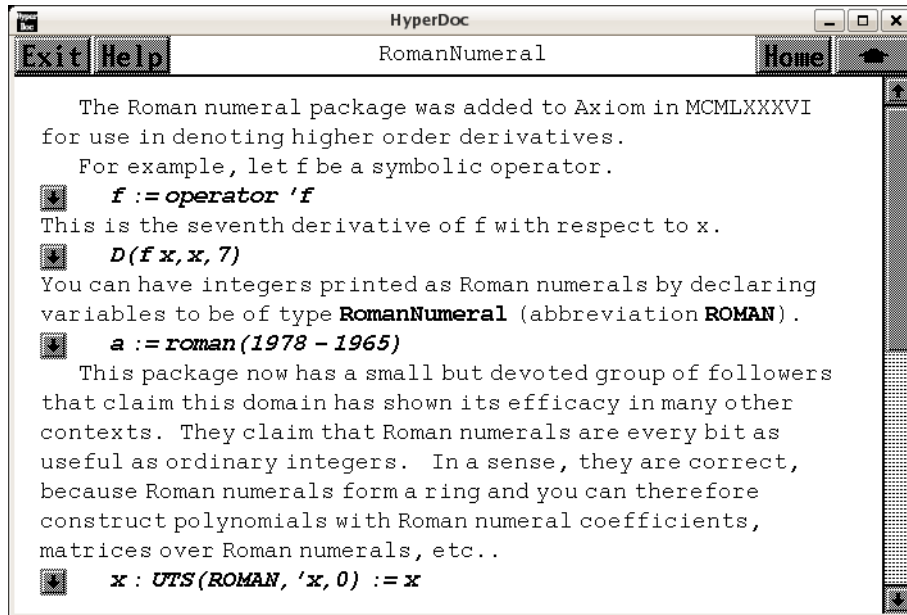 Hyper Doc HyperDoc
Exit Help RomanNumeral Home
The Roman numeral package was added to Axiom in MCMLXXXVI
for use in denoting higher order derivatives.
For example, let f be a symbolic operator.
f := operator 'f
This is the seventh derivative of f with respect to x.
D(f x, x, 7)
You can have integers printed as Roman numerals by declaring
variables to be of type RomanNumeral (abbreviation ROMAN).
a := roman(1978 - 1965)
This package now has a small but devoted group of followers
that claim this domain has shown its efficacy in many other
contexts. They claim that Roman numerals are every bit as
useful as ordinary integers. In a sense, they are correct,
because Roman numerals form a ring and you can therefore
construct polynomials with Roman numeral coefficients,
matrices over Roman numerals, etc..
x : UTS(ROMAN, 'x, 0) := x